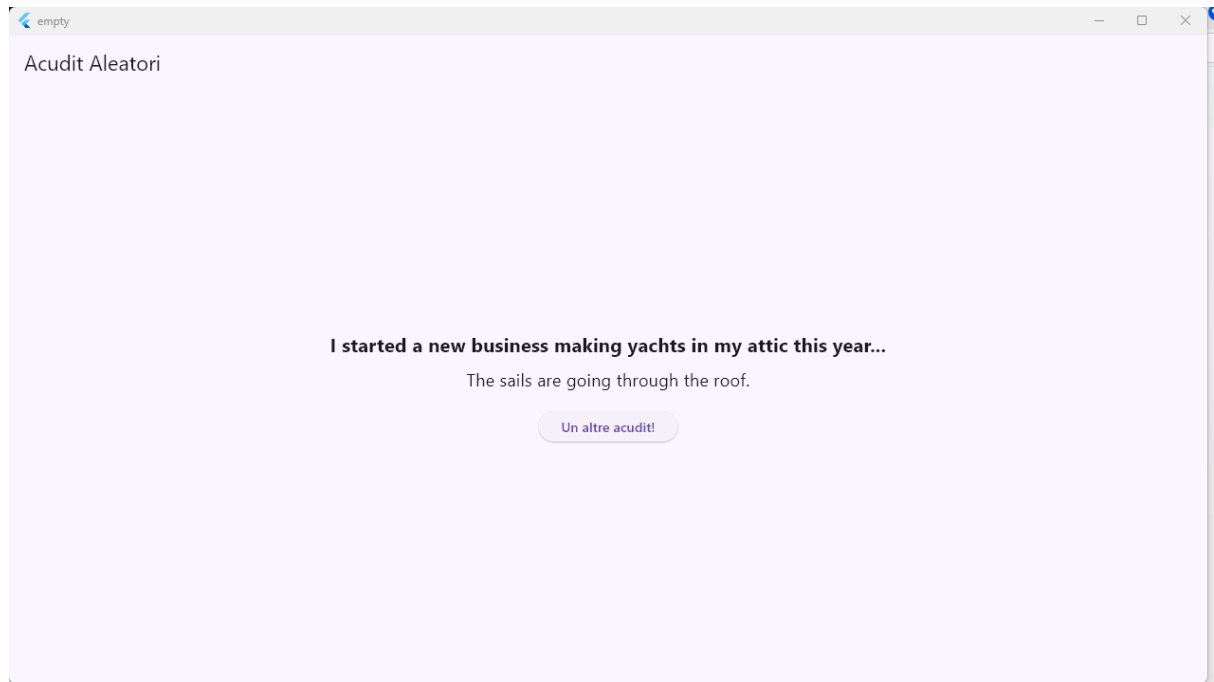 empty
Acudit Aleatori
I started a new business making yachts in my attic this year...
The sails are going through the roof.
Un altre acudit!